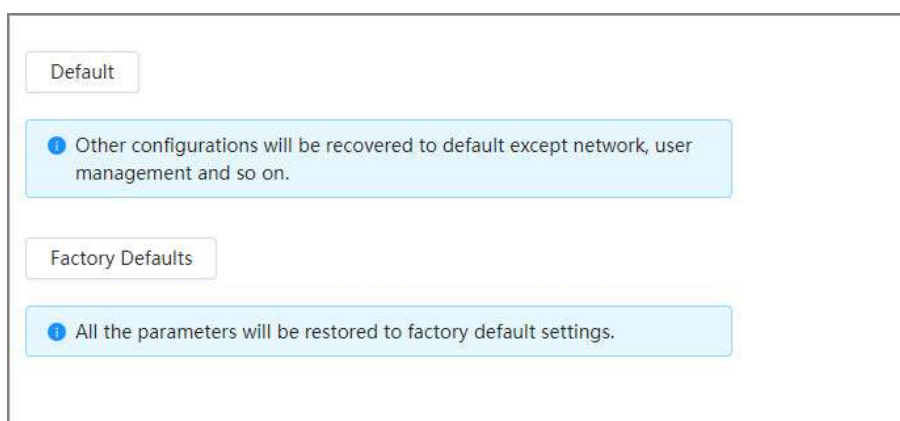 Default
Other configurations will be recovered to default except network, user
management and so on.
Factory Defaults
All the parameters will be restored to factory default settings.